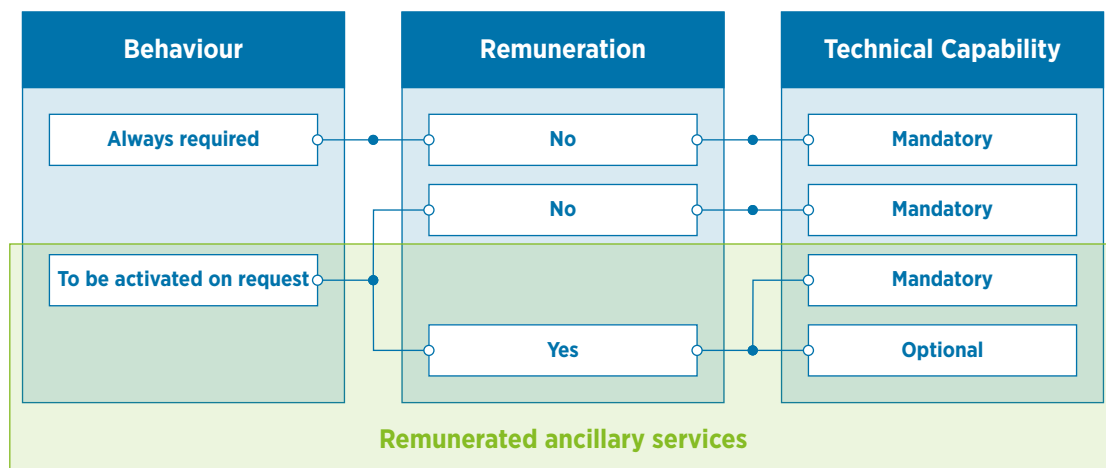 Behaviour
Remuneration
Technical Capability
Always required
No
Mandatory
No
Mandatory
To be activated on request
Mandatory
Yes
Optional
Remunerated ancillary services